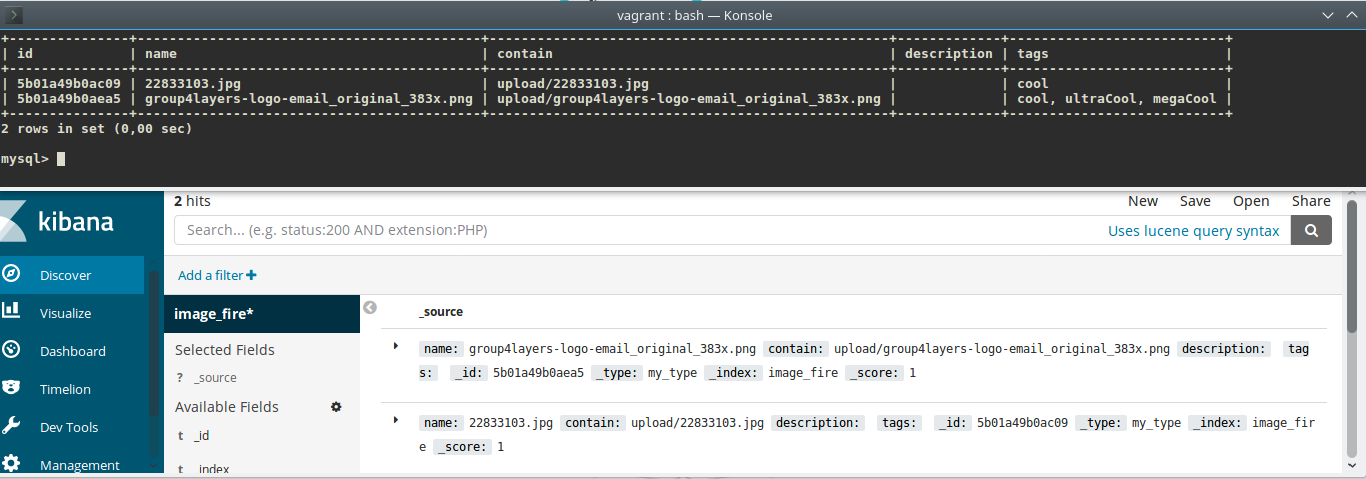 vagrant : bash — Konsole
+---------------+-------------------------------------------+--------------------------------------------------+-------------+---------------------------+
| id | name | contain | description | tags |
+---------------+-------------------------------------------+--------------------------------------------------+-------------+---------------------------+
| 5b01a49b0ac09 | 22833103.jpg | upload/22833103.jpg | | cool |
| 5b01a49b0aea5 | group4layers-logo-email_original_383x.png | upload/group4layers-logo-email_original_383x.png | | cool, ultraCool, megaCool |
+---------------+-------------------------------------------+--------------------------------------------------+-------------+---------------------------+
2 rows in set (0,00 sec)
mysql>
kibana
Discover
Visualize
Dashboard
Timelion
Dev Tools
Management
2 hits
New Save Open Share
Search... (e.g. status:200 AND extension:PHP) Uses lucene query syntax
Add a filter +
image_fire*
Selected Fields
? _source
Available Fields
t _id
t _index
_source
name: group4layers-logo-email_original_383x.png contain: upload/group4layers-logo-email_original_383x.png description: tag
s: _id: 5b01a49b0aea5 _type: my_type _index: image_fire _score: 1
name: 22833103.jpg contain: upload/22833103.jpg description: tags: _id: 5b01a49b0ac09 _type: my_type _index: image_fir
e _score: 1